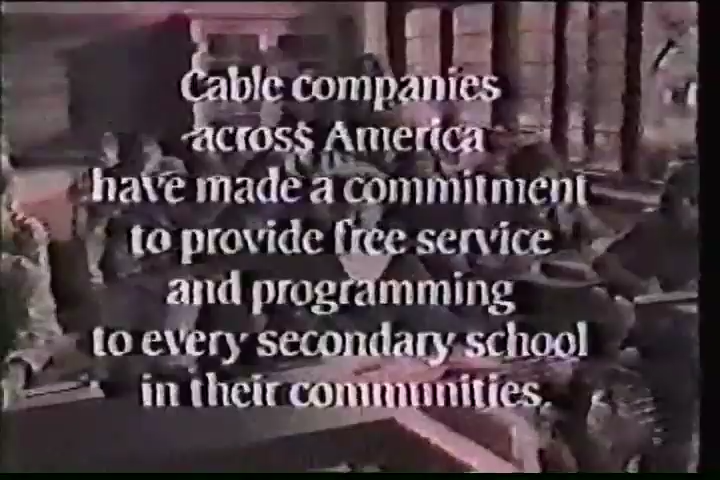 Cable companies
across America
have made a commitment
to provide free service
and programming
to every secondary school
in their communities.